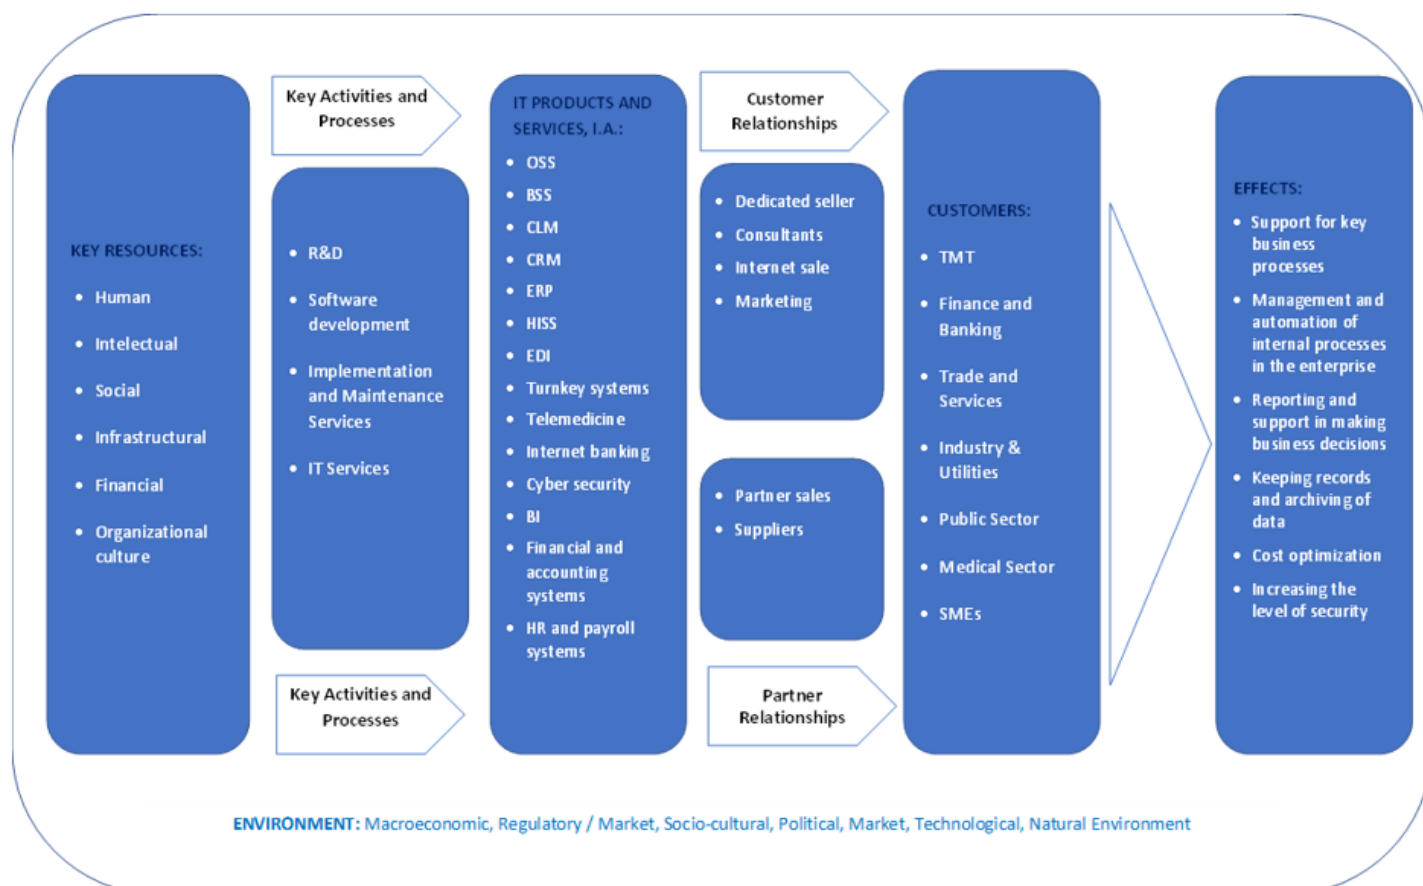 KEY RESOURCES:
• Human
• Intelectual
• Social
• Infrastructural
• Financial
• Organizational
culture
Key Activities and
Processes
• R&D
• Software
development
• Implementation
and Maintenance
Services
• IT Services
Key Activities and
Processes
IT PRODUCTS AND
SERVICES, I.A.:
• OSS
• BSS
• CLM
• CRM
• ERP
• HISS
• EDI
• Turnkey systems
• Telemedicine
• Internet banking
• Cyber security
• BI
• Financial and
accounting
systems
• HR and payroll
systems
Customer
Relationships
• Dedicated seller
• Consultants
• Internet sale
• Marketing
• Partner sales
• Suppliers
Partner
Relationships
CUSTOMERS:
• TMT
• Finance and
Banking
• Trade and
Services
• Industry &
Utilities
• Public Sector
• Medical Sector
• SMEs
EFFECTS:
• Support for key
business
processes
• Management and
automation of
internal processes
in the enterprise
• Reporting and
support in making
business decisions
• Keeping records
and archiving of
data
• Cost optimization
• Increasing the
level of security
ENVIRONMENT: Macroeconomic, Regulatory / Market, Socio-cultural, Political, Market, Technological, Natural Environment